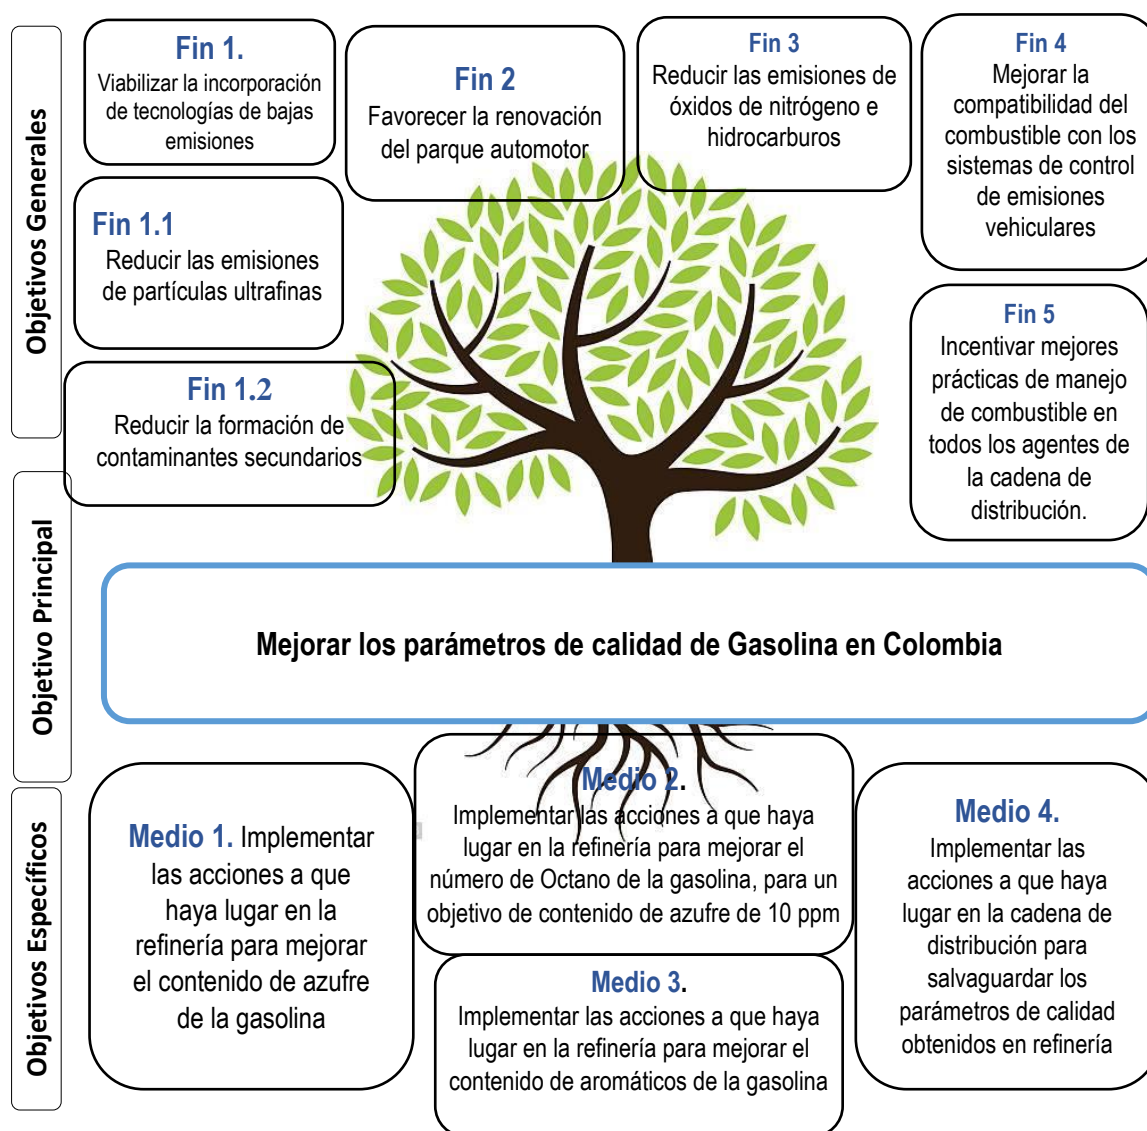 Objetivos Generales
Fin 1.
Viabilizar la incorporación
de tecnologías de bajas
emisiones
Fin 2
Favorecer la renovación
del parque automotor
Fin 3
Reducir las emisiones de
óxidos de nitrógeno e
hidrocarburos
Fin 4
Mejorar la
compatibilidad del
combustible con los
sistemas de control
de emisiones
vehiculares
Fin 1.1
Reducir las emisiones
de partículas ultrafinas
Fin 1.2
Reducir la formación de
contaminantes secundarios
Fin 5
Incentivar mejores
prácticas de manejo
de combustible en
todos los agentes de
la cadena de
distribución.
Objetivo Principal
Mejorar los parámetros de calidad de Gasolina en Colombia
Objetivos Específicos
Medio 1. Implementar
las acciones a que
haya lugar en la
refinería para mejorar
el contenido de azufre
de la gasolina
Medio 2.
Implementar las acciones a que haya
lugar en la refinería para mejorar el
número de Octano de la gasolina, para un
objetivo de contenido de azufre de 10 ppm
Medio 3.
Implementar las acciones a que haya
lugar en la refinería para mejorar el
contenido de aromáticos de la gasolina
Medio 4.
Implementar las
acciones a que haya
lugar en la cadena de
distribución para
salvaguardar los
parámetros de calidad
obtenidos en refinería